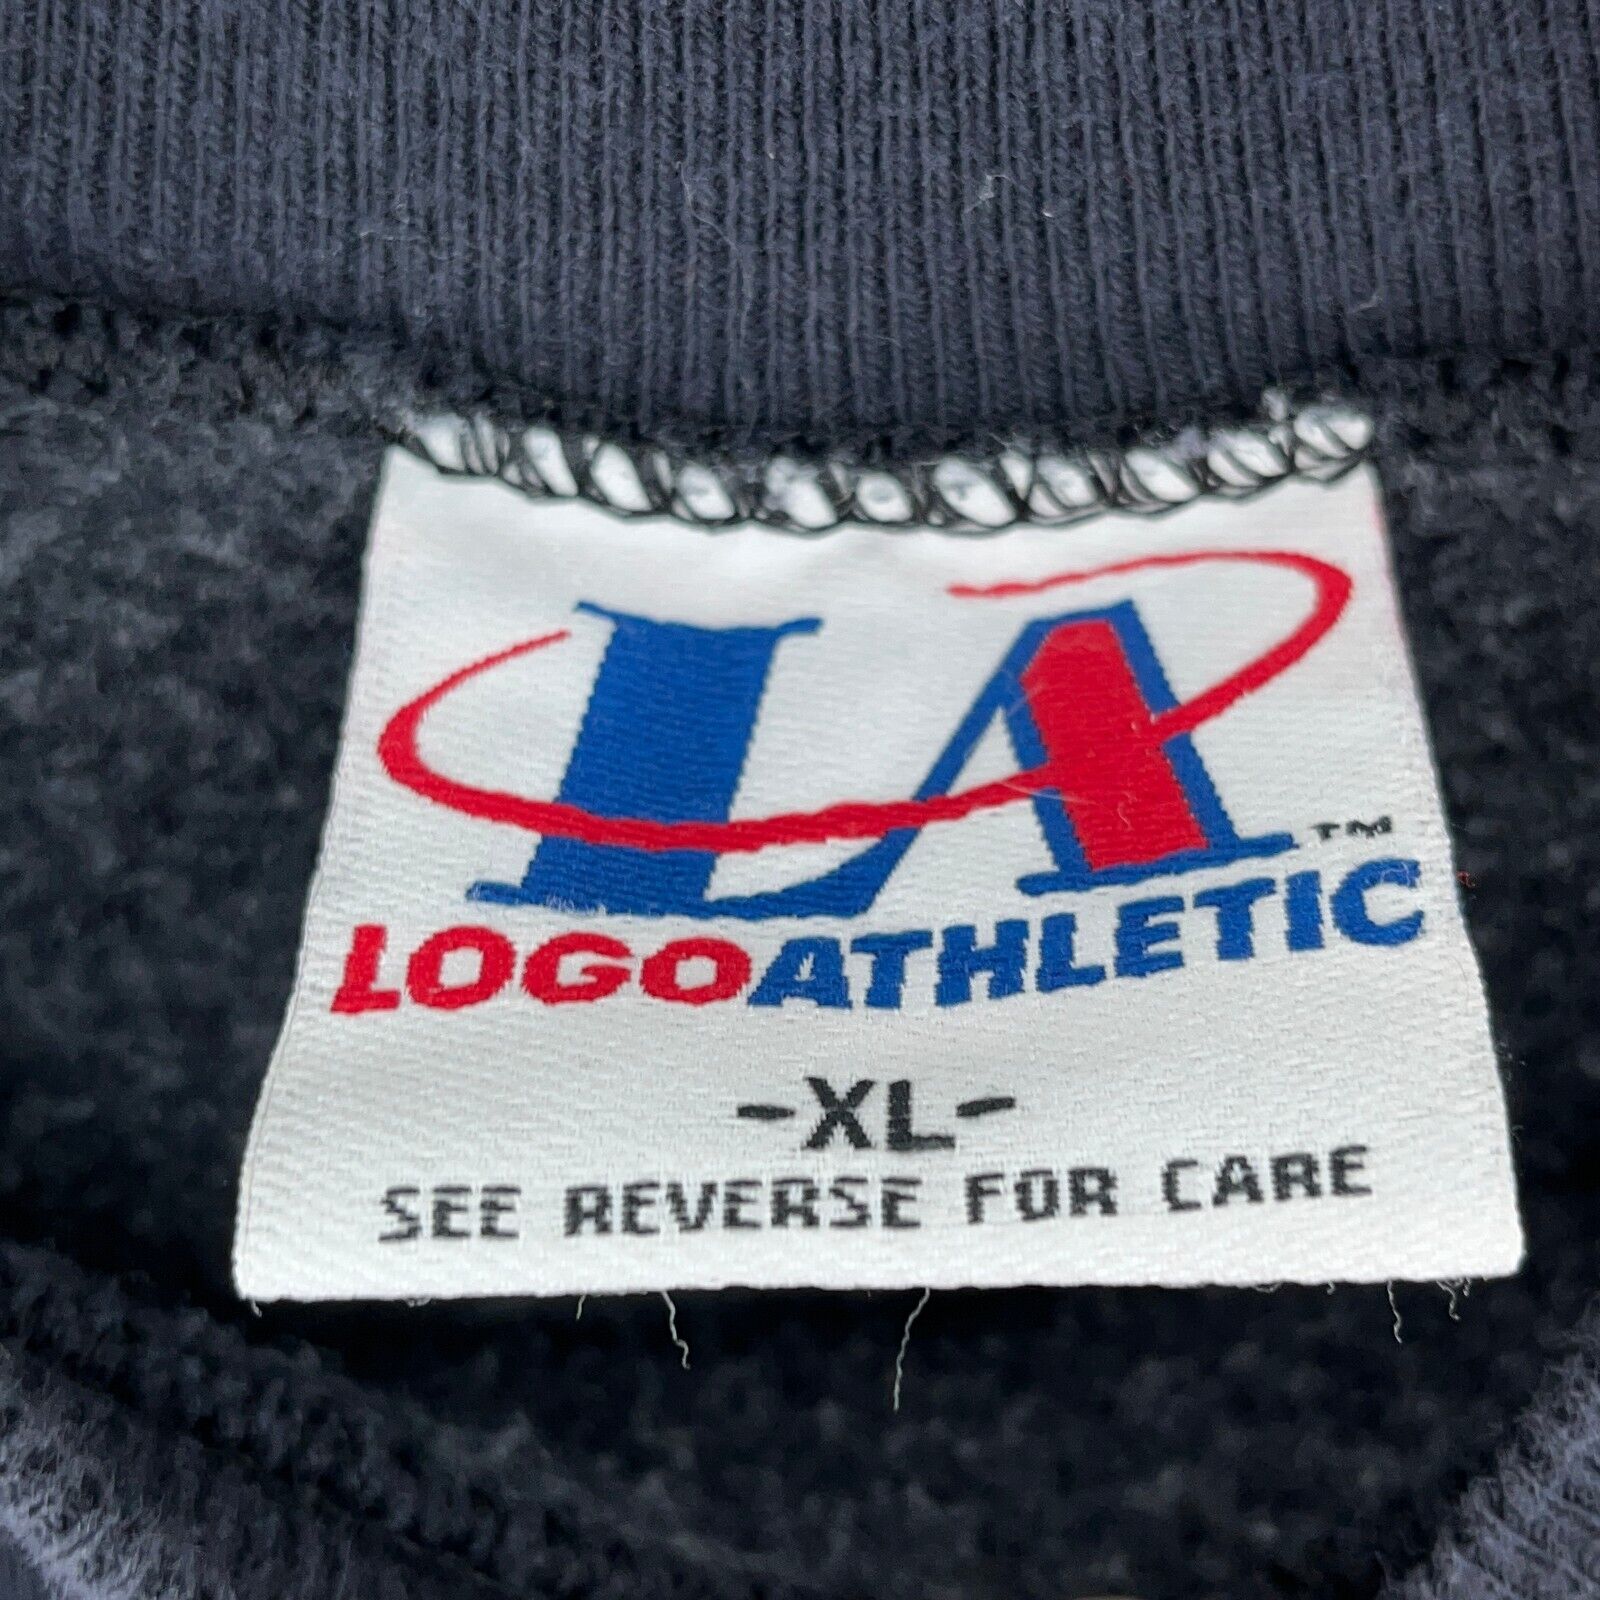 LA
TM
LOGOATHLETIC
-XL-
SEE REVERSE FOR CARE